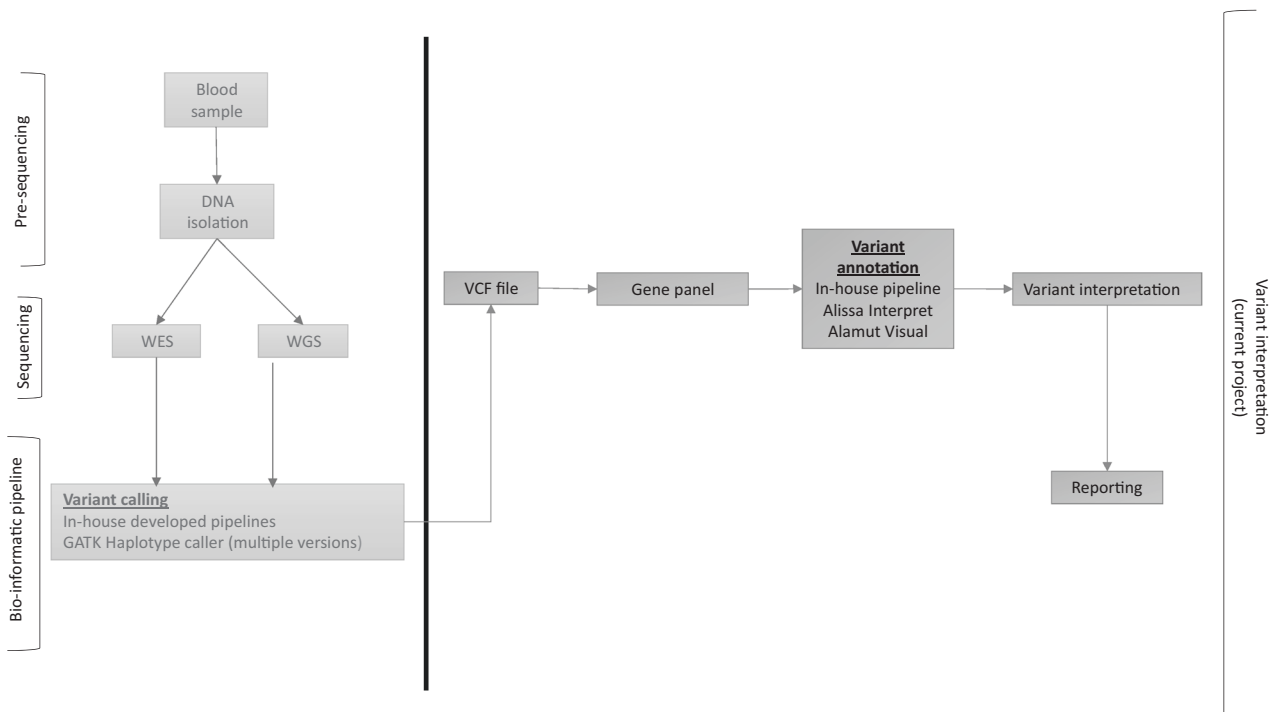 Pre-sequencing
Blood
sample
DNA
isolation
Sequencing
WES
WGS
Bio-informatic pipeline
Variant calling
In-house developed pipelines
GATK Haplotype caller (multiple versions)
VCF file
Gene panel
Variant
annotation
In-house pipeline
Alissa Interpret
Alamut Visual
Variant interpretation
Reporting
Variant interpretation
(current project)